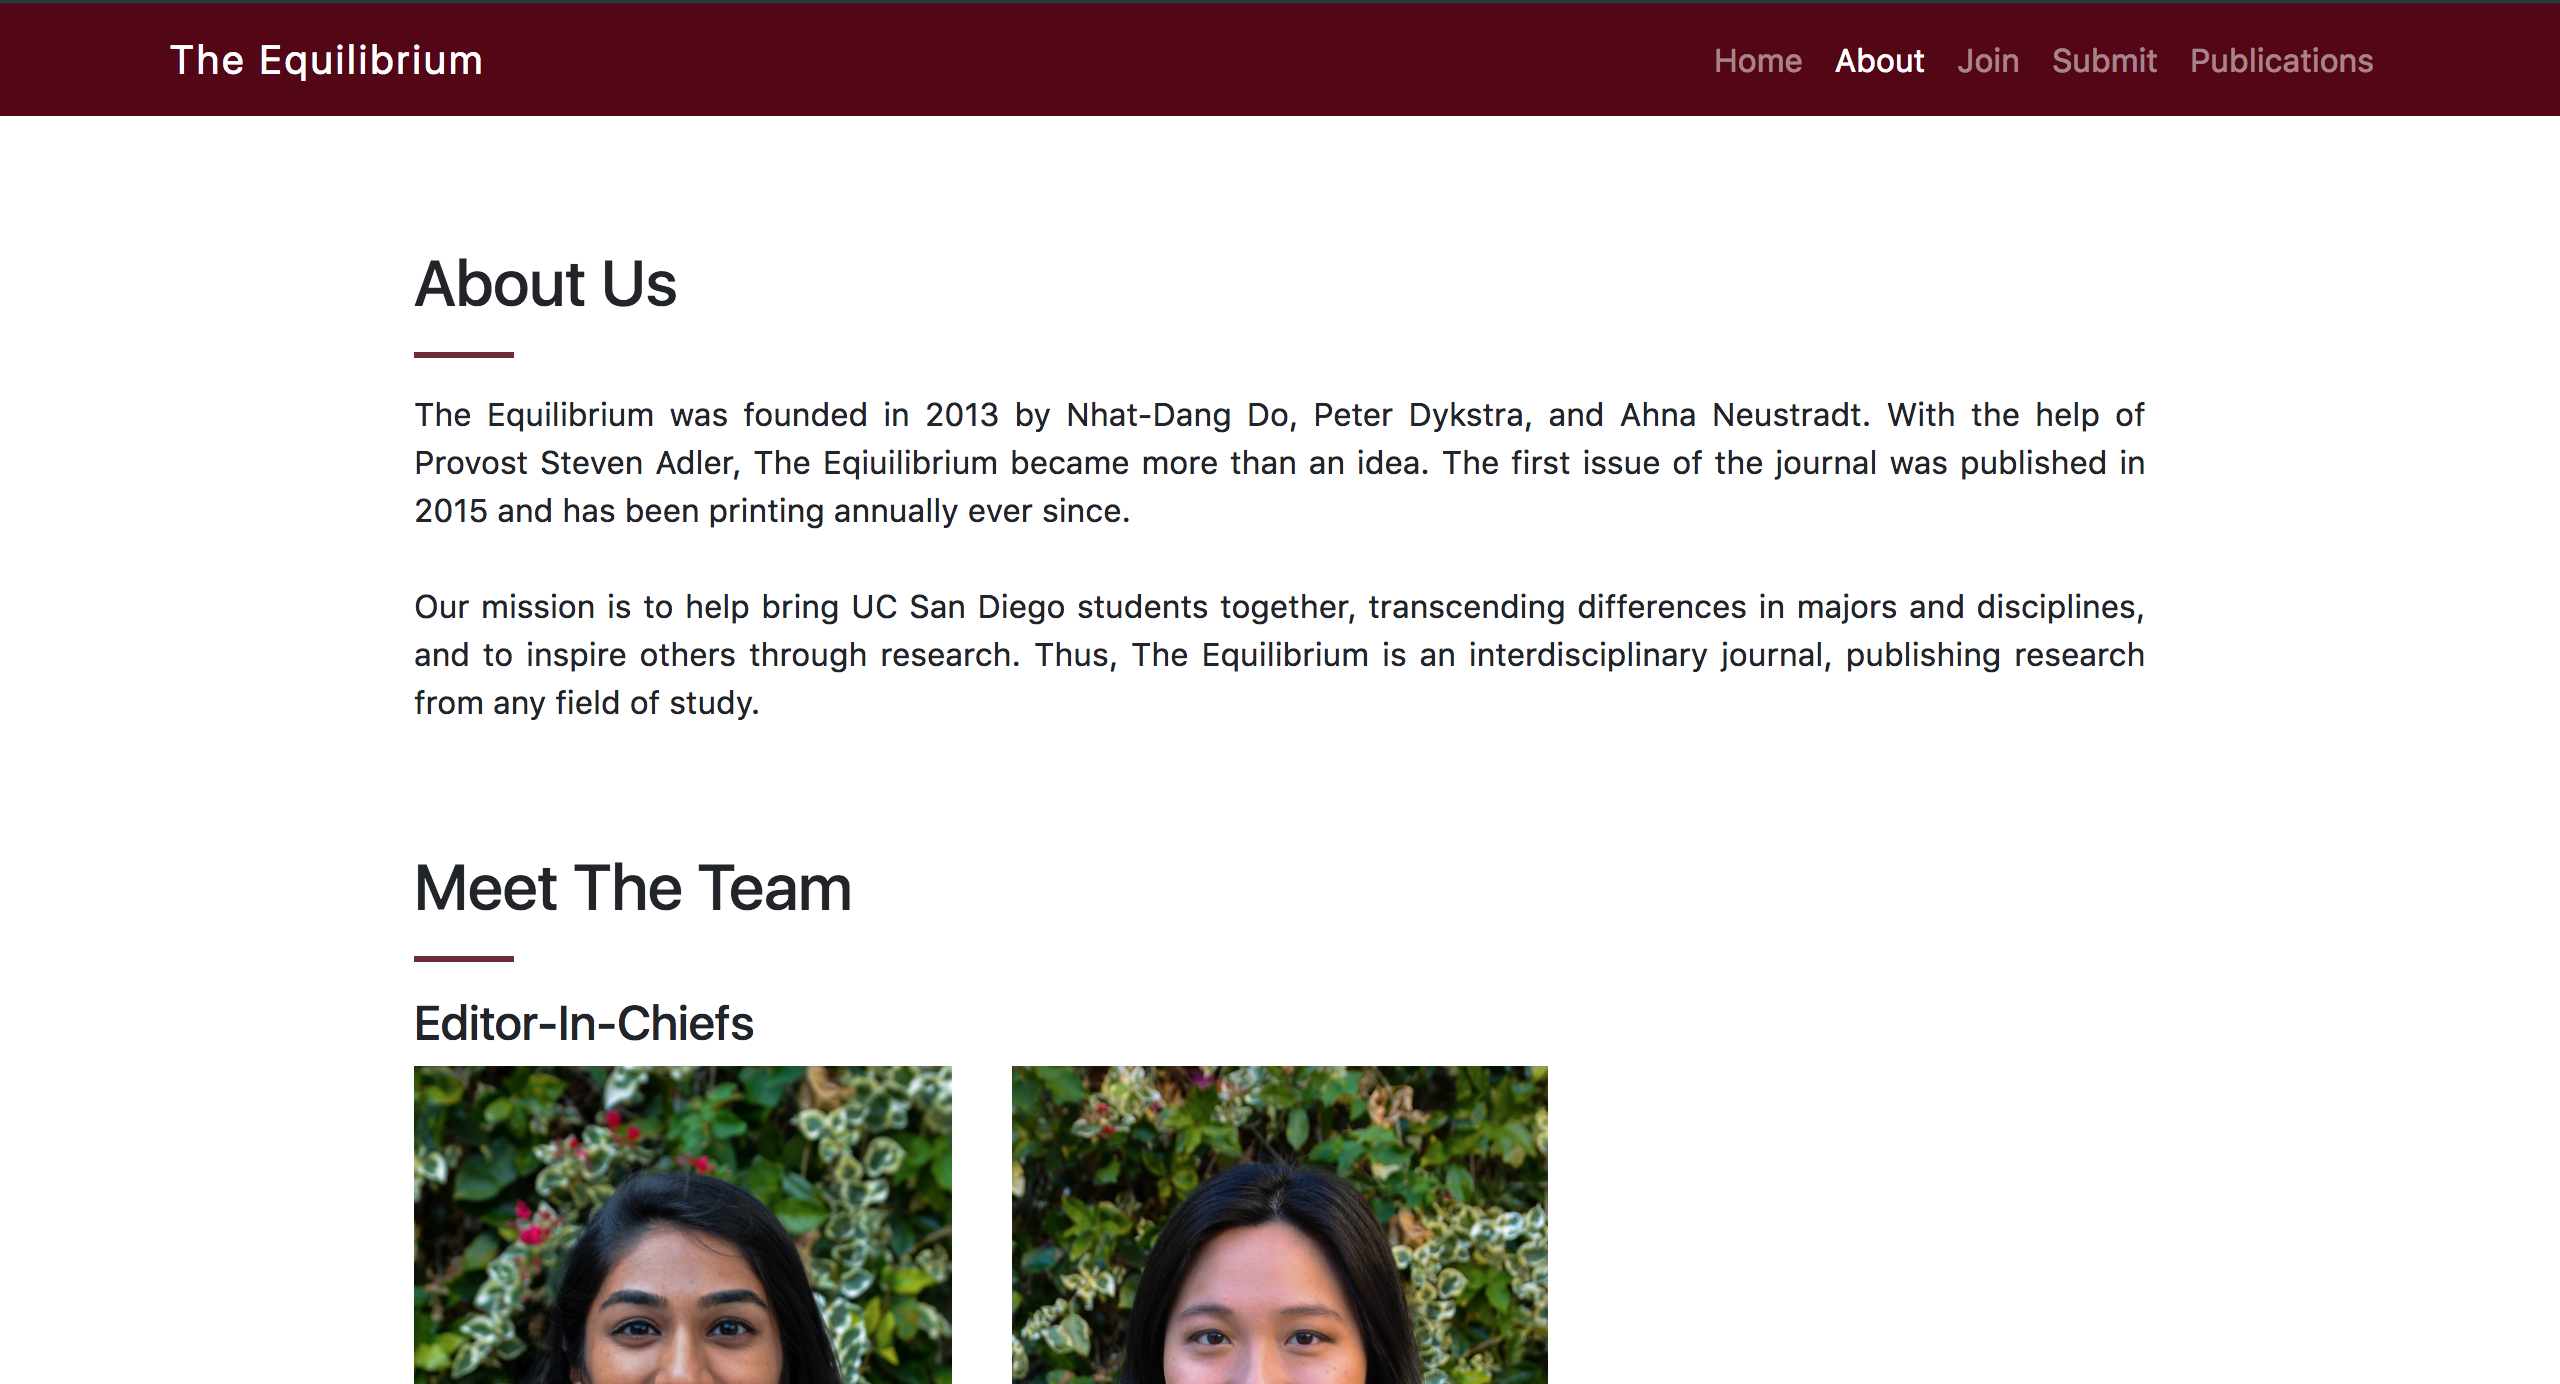 The Equilibrium
Home About Join Submit Publications
About Us
The Equilibrium was founded in 2013 by Nhat-Dang Do, Peter Dykstra, and Ahna Neustradt. With the help of
Provost Steven Adler, The Eqiuilibrium became more than an idea. The first issue of the journal was published in
2015 and has been printing annually ever since.
Our mission is to help bring UC San Diego students together, transcending differences in majors and disciplines,
and to inspire others through research. Thus, The Equilibrium is an interdisciplinary journal, publishing research
from any field of study.
Meet The Team
Editor-In-Chiefs